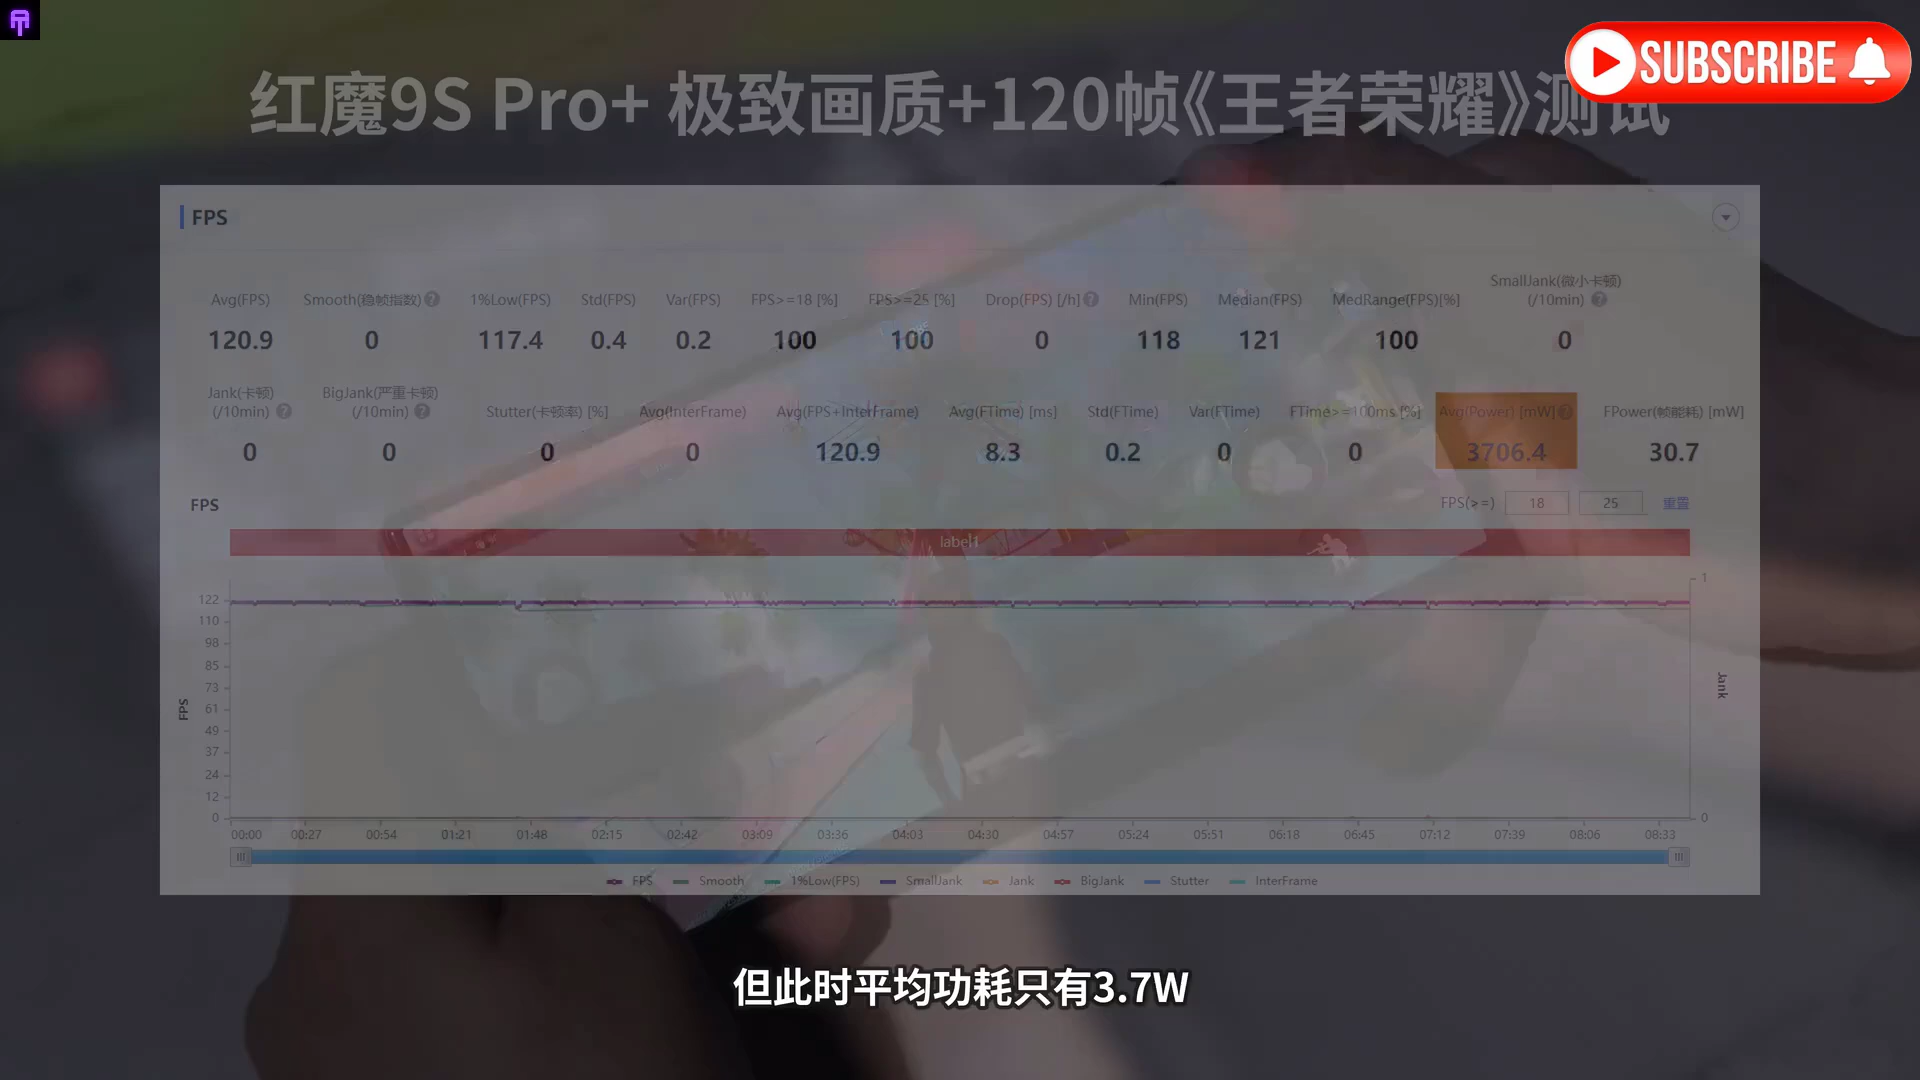 SUBSCRIBE
红魔9S Pro+ 极致画质+120帧《王者荣耀》测试
FPS
Avg(FPS) Smooth(稳帧指数) 1%Low(FPS) Std(FPS) Var(FPS) FPS>=18 [%] FPS>=25 [%] Drop(FPS) [/h] Min(FPS) Median(FPS) MedRange(FPS)[%] SmallJank(微小卡顿)
(/10min)
120.9 0 117.4 0.4 0.2 100 100 0 118 121 100 0
Jank(卡顿)
(/10min)
BigJank(严重卡顿)
(/10min)
Stutter(卡顿率) [%] Avg(InterFrame) Avg(FPS+InterFrame) Avg(FTime) [ms] Std(FTime) Var(FTime) FTime>=100ms [%] Avg(Power) [mW] FPower(帧能耗) [mW]
0 0 0 0 120.9 8.3 0.2 0 0 3706.4 30.7
FPS
FPS(>=) 18 25 重置
label1
122
110
98
85
73
61
49
37
24
12
0
FPS
1
0
Jank
00:00 00:27 00:54 01:21 01:48 02:15 02:42 03:09 03:36 04:03 04:30 04:57 05:24 05:51 06:18 06:45 07:12 07:39 08:06 08:33
FPS Smooth 1%Low(FPS) SmallJank Jank BigJank Stutter InterFrame
但此时平均功耗只有3.7W